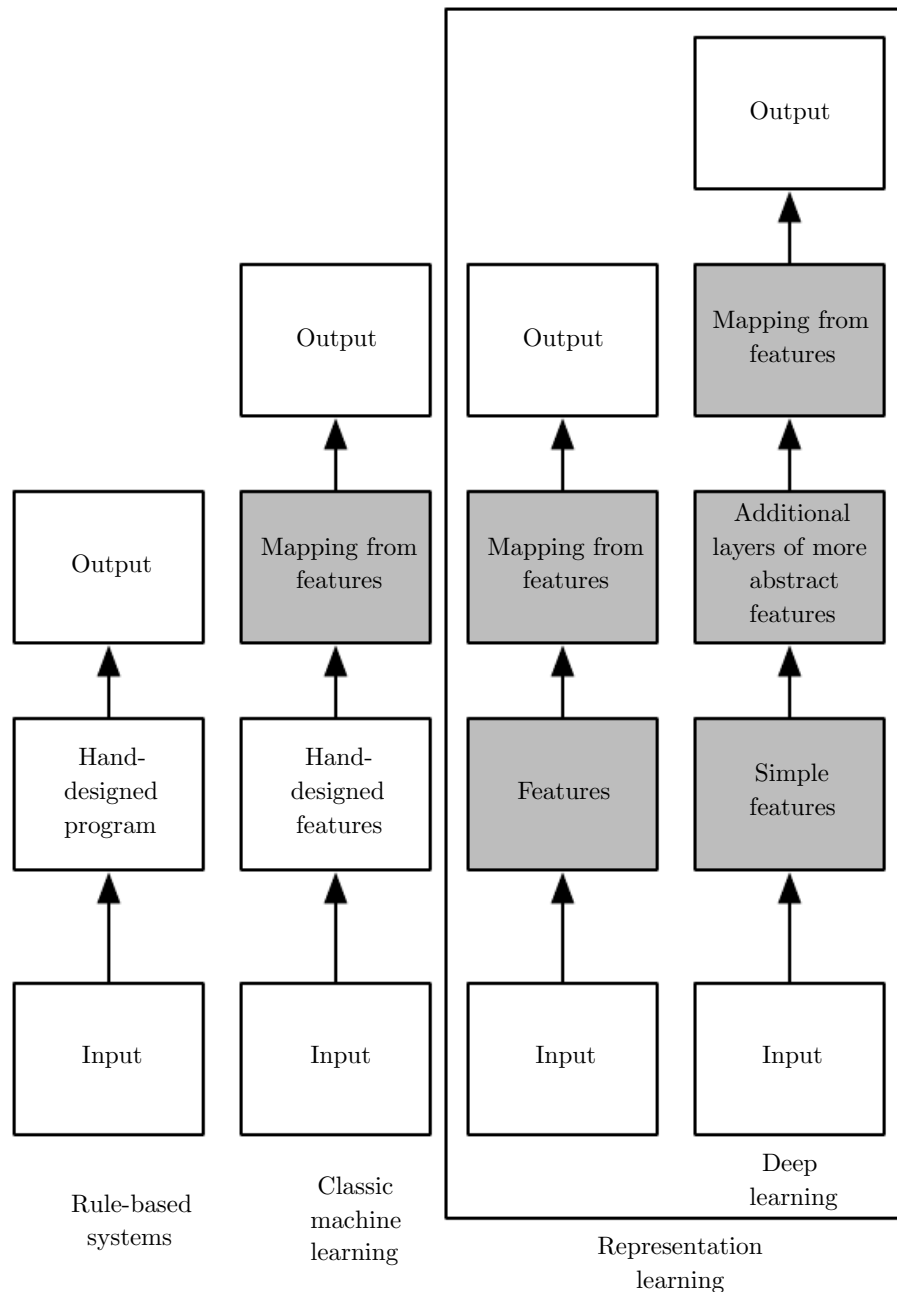 Output
Output
Output
Mapping from
features
Output
Mapping from
features
Mapping from
features
Additional
layers of more
abstract
features
Hand-
designed
program
Hand-
designed
features
Features
Simple
features
Input
Input
Input
Input
Rule-based
systems
Classic
machine
learning
Deep
learning
Representation
learning